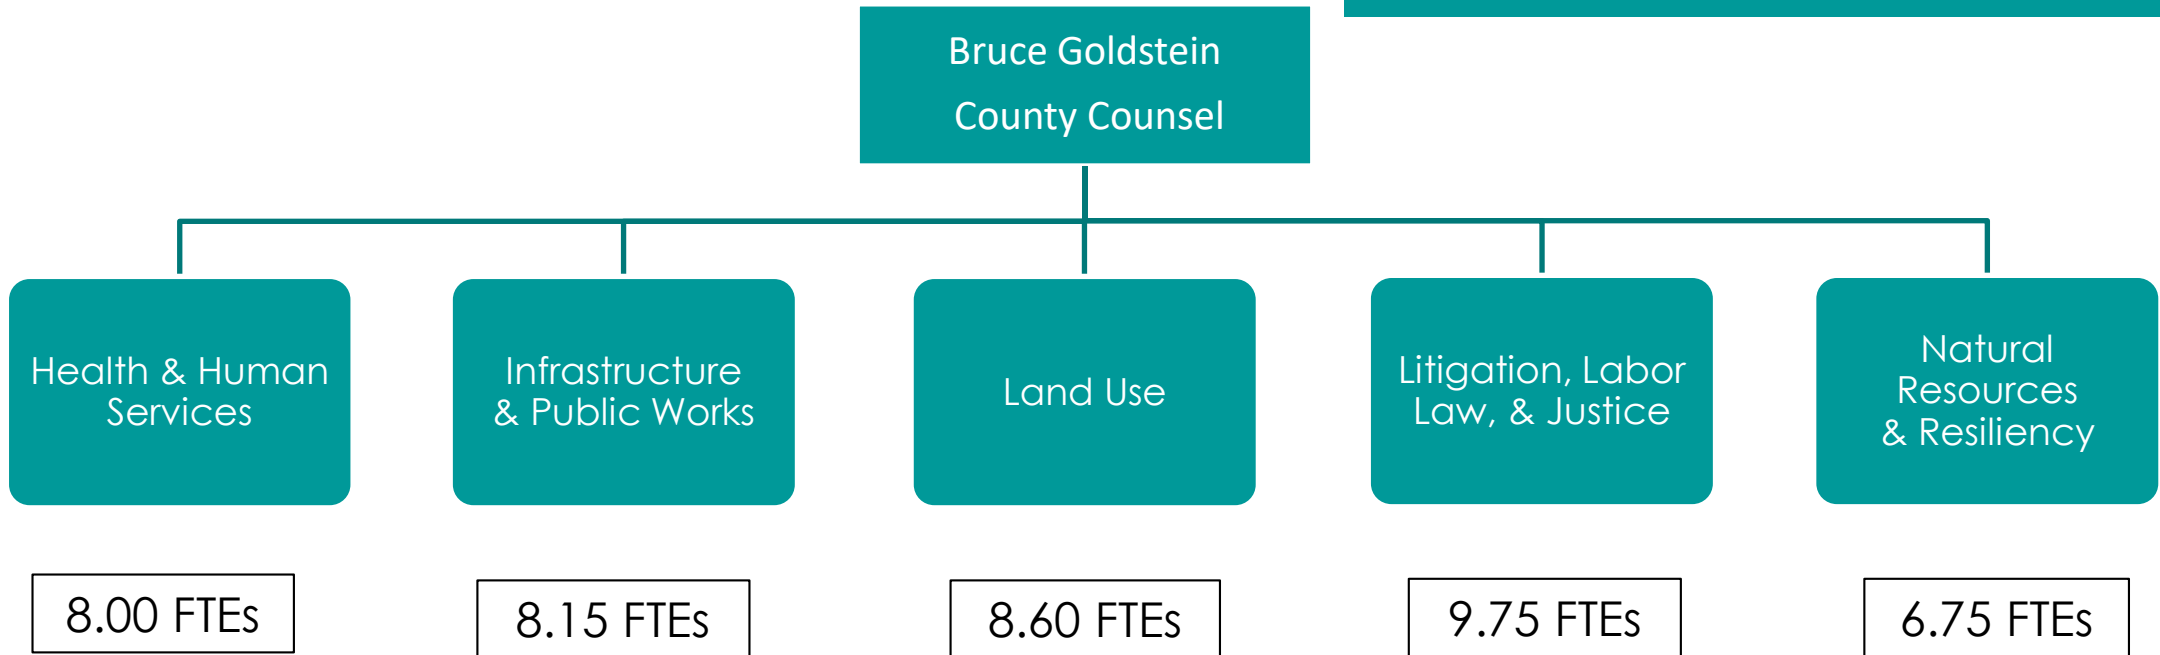 Bruce Goldstein
County Counsel
Health & Human
Services
Infrastructure
& Public Works
Land Use
Litigation, Labor
Law, & Justice
Natural
Resources
& Resiliency
8.00 FTEs
8.15 FTEs
8.60 FTEs
9.75 FTEs
6.75 FTEs